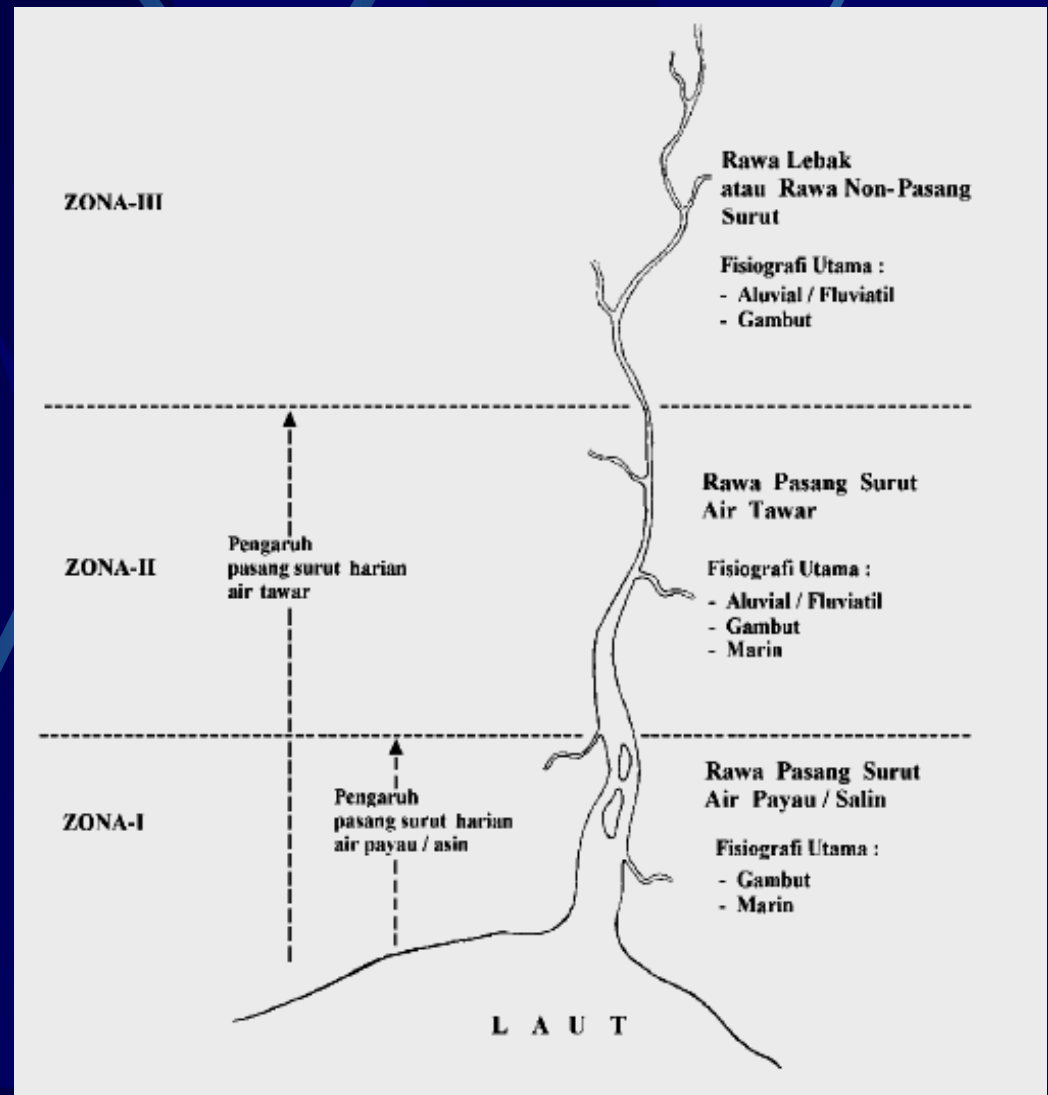 ZONA-III
Rawa Lebak
atau Rawa Non-Pasang
Surut
Fisiografi Utama :
- Aluvial / Fluviatil
- Gambut
ZONA-II
Pengaruh
pasang surut harian
air tawar
Rawa Pasang Surut
Air Tawar
Fisiografi Utama :
- Aluvial / Fluviatil
- Gambut
- Marin
ZONA-I
Pengaruh
pasang surut harian
air payau / asin
Rawa Pasang Surut
Air Payau / Salin
Fisiografi Utama :
- Gambut
- Marin
L A U T